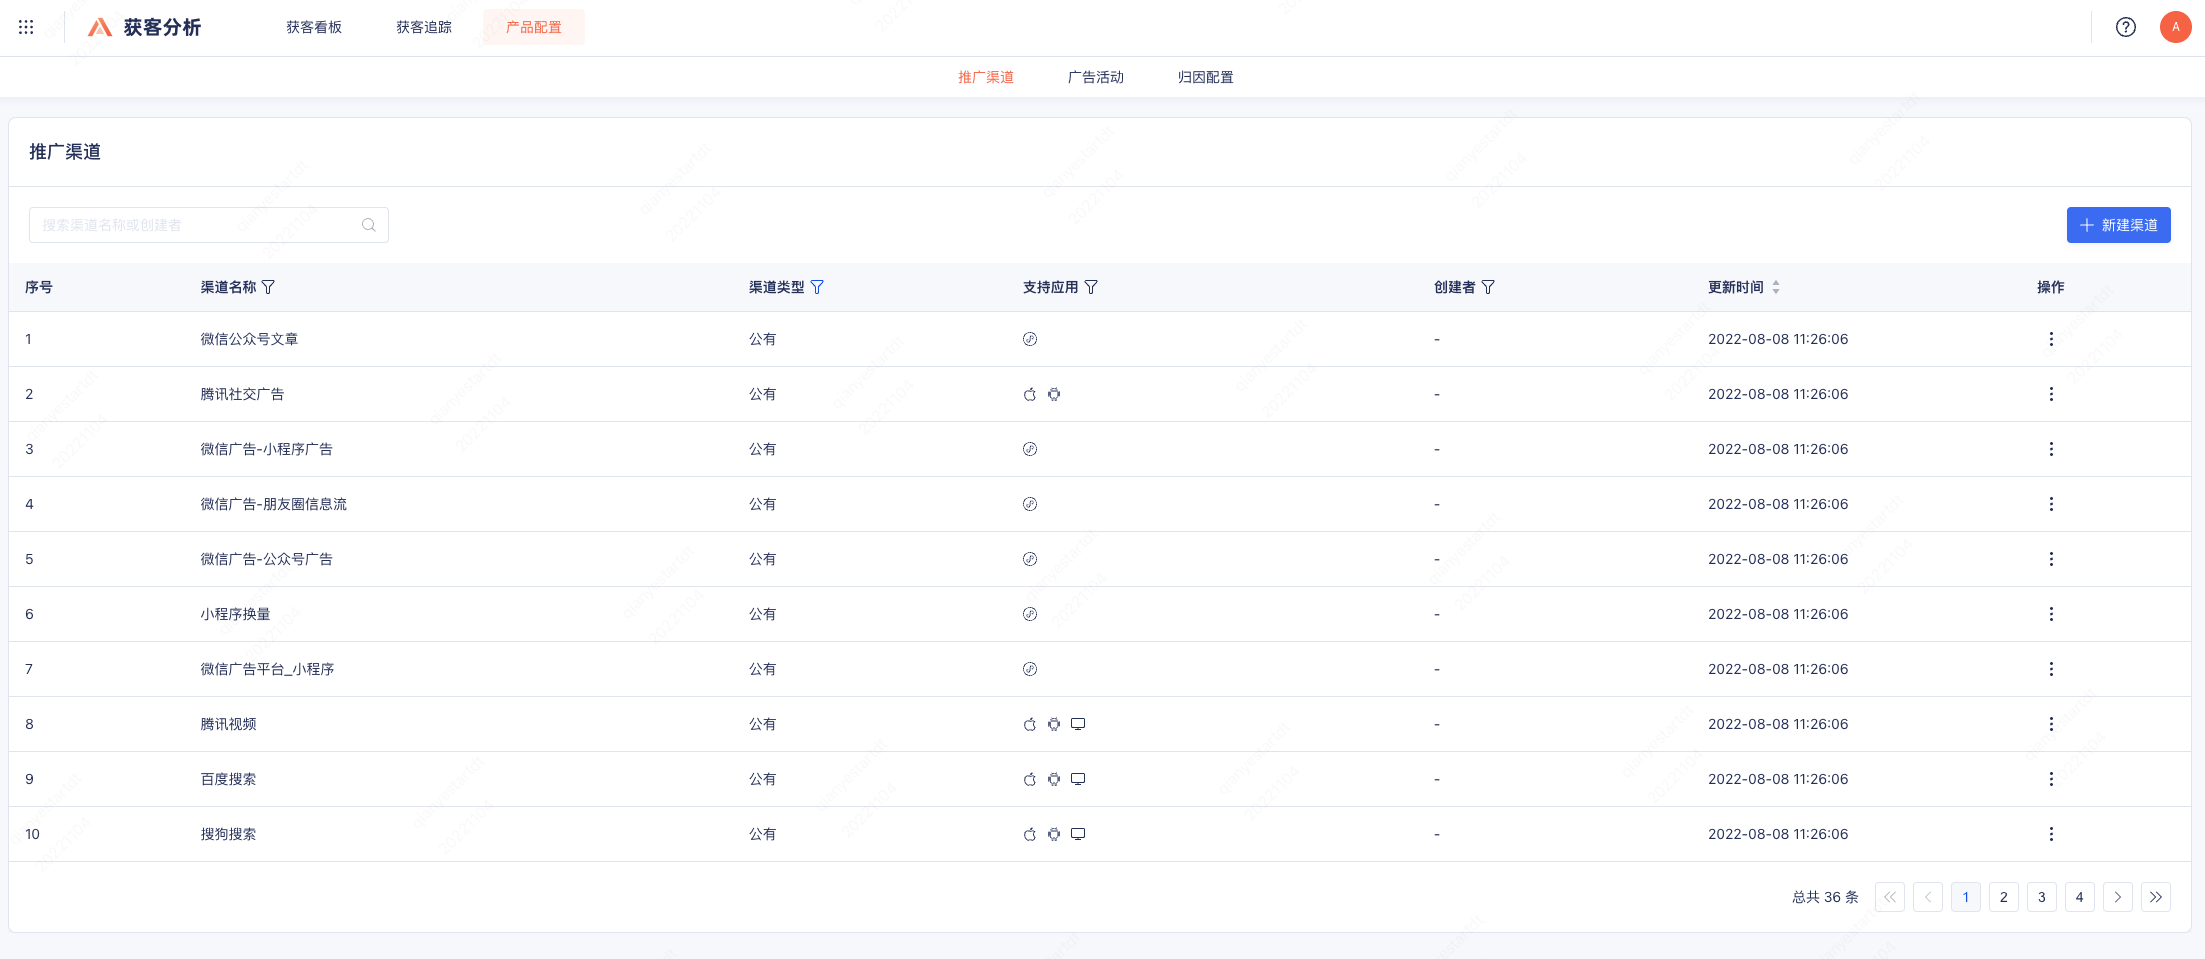 获客分析 获客看板 获客追踪 产品配置 A
推广渠道 广告活动 归因配置
推广渠道
搜索渠道名称或创建者 新建渠道
序号 渠道名称 渠道类型 支持应用 创建者 更新时间 操作
1 微信公众号文章 公有 - 2022-08-08 11:26:06
2 腾讯社交广告 公有 - 2022-08-08 11:26:06
3 微信广告-小程序广告 公有 - 2022-08-08 11:26:06
4 微信广告-朋友圈信息流 公有 - 2022-08-08 11:26:06
5 微信广告-公众号广告 公有 - 2022-08-08 11:26:06
6 小程序换量 公有 - 2022-08-08 11:26:06
7 微信广告平台_小程序 公有 - 2022-08-08 11:26:06
8 腾讯视频 公有 - 2022-08-08 11:26:06
9 百度搜索 公有 - 2022-08-08 11:26:06
10 搜狗搜索 公有 - 2022-08-08 11:26:06
总共 36 条 1 2 3 4